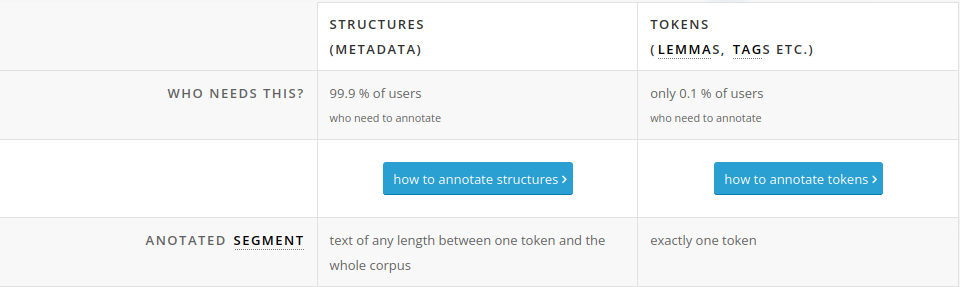 STRUCTURES
(METADATA)
TOKENS
(LEMMAS, TAGS ETC.)
WHO NEEDS THIS?
99.9 % of users
who need to annotate
only 0.1 % of users
who need to annotate
how to annotate structures ›
how to annotate tokens ›
ANOTATED SEGMENT
text of any length between one token and the
whole corpus
exactly one token